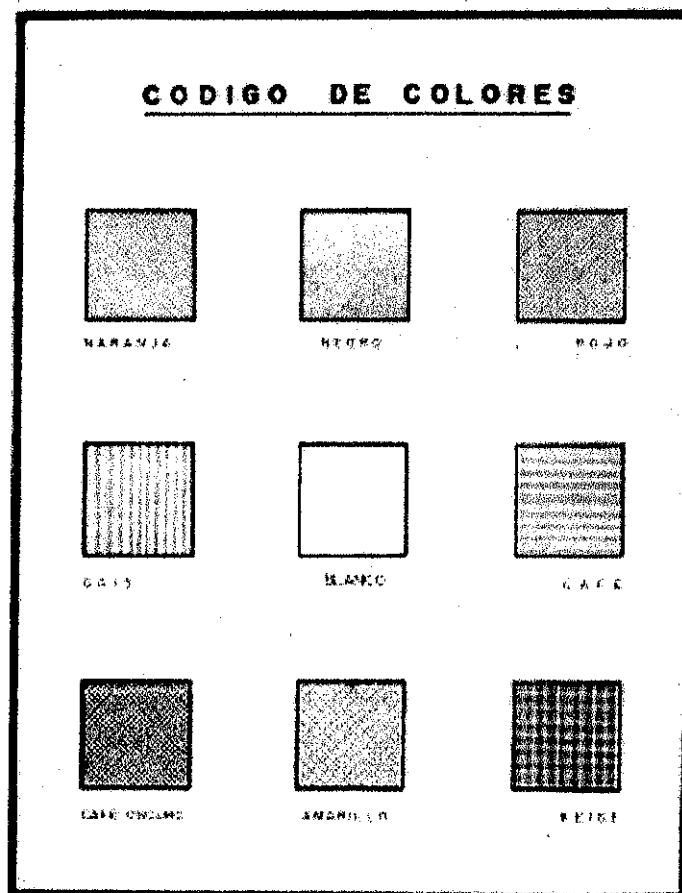 CODIGO DE COLORES
NARANJA NEGRO ROJO
GRIS BLANCO CAFE
CAFE AMARILLO BEIGE